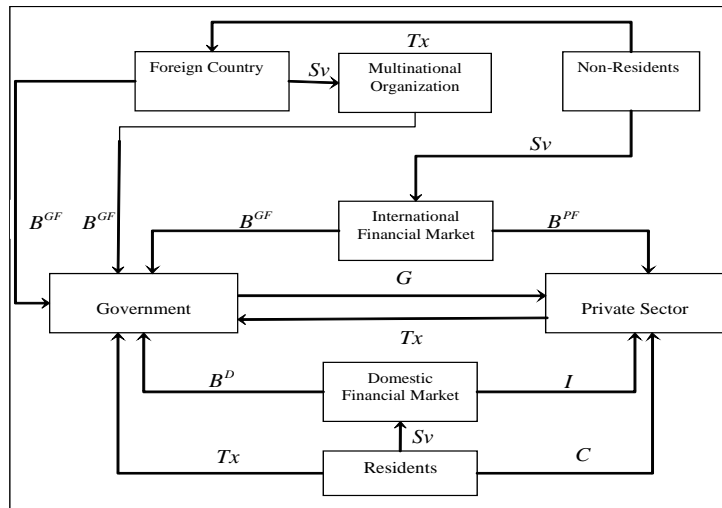 Tx
Foreign Country
Sv
Multinational
Organization
Non-Residents
Sv
B^{GF}
B^{GF}
B^{GF}
International
Financial Market
B^{PF}
G
Government
Private Sector
Tx
B^{D}
Domestic
Financial Market
I
Sv
Tx
Residents
C